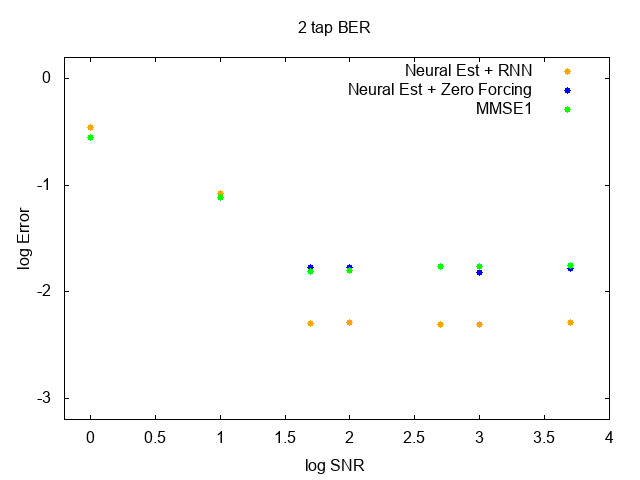 2 tap BER
Neural Est + RNN
Neural Est + Zero Forcing
MMSE1
0
-1
-2
-3
log Error
0 0.5 1 1.5 2 2.5 3 3.5 4
log SNR